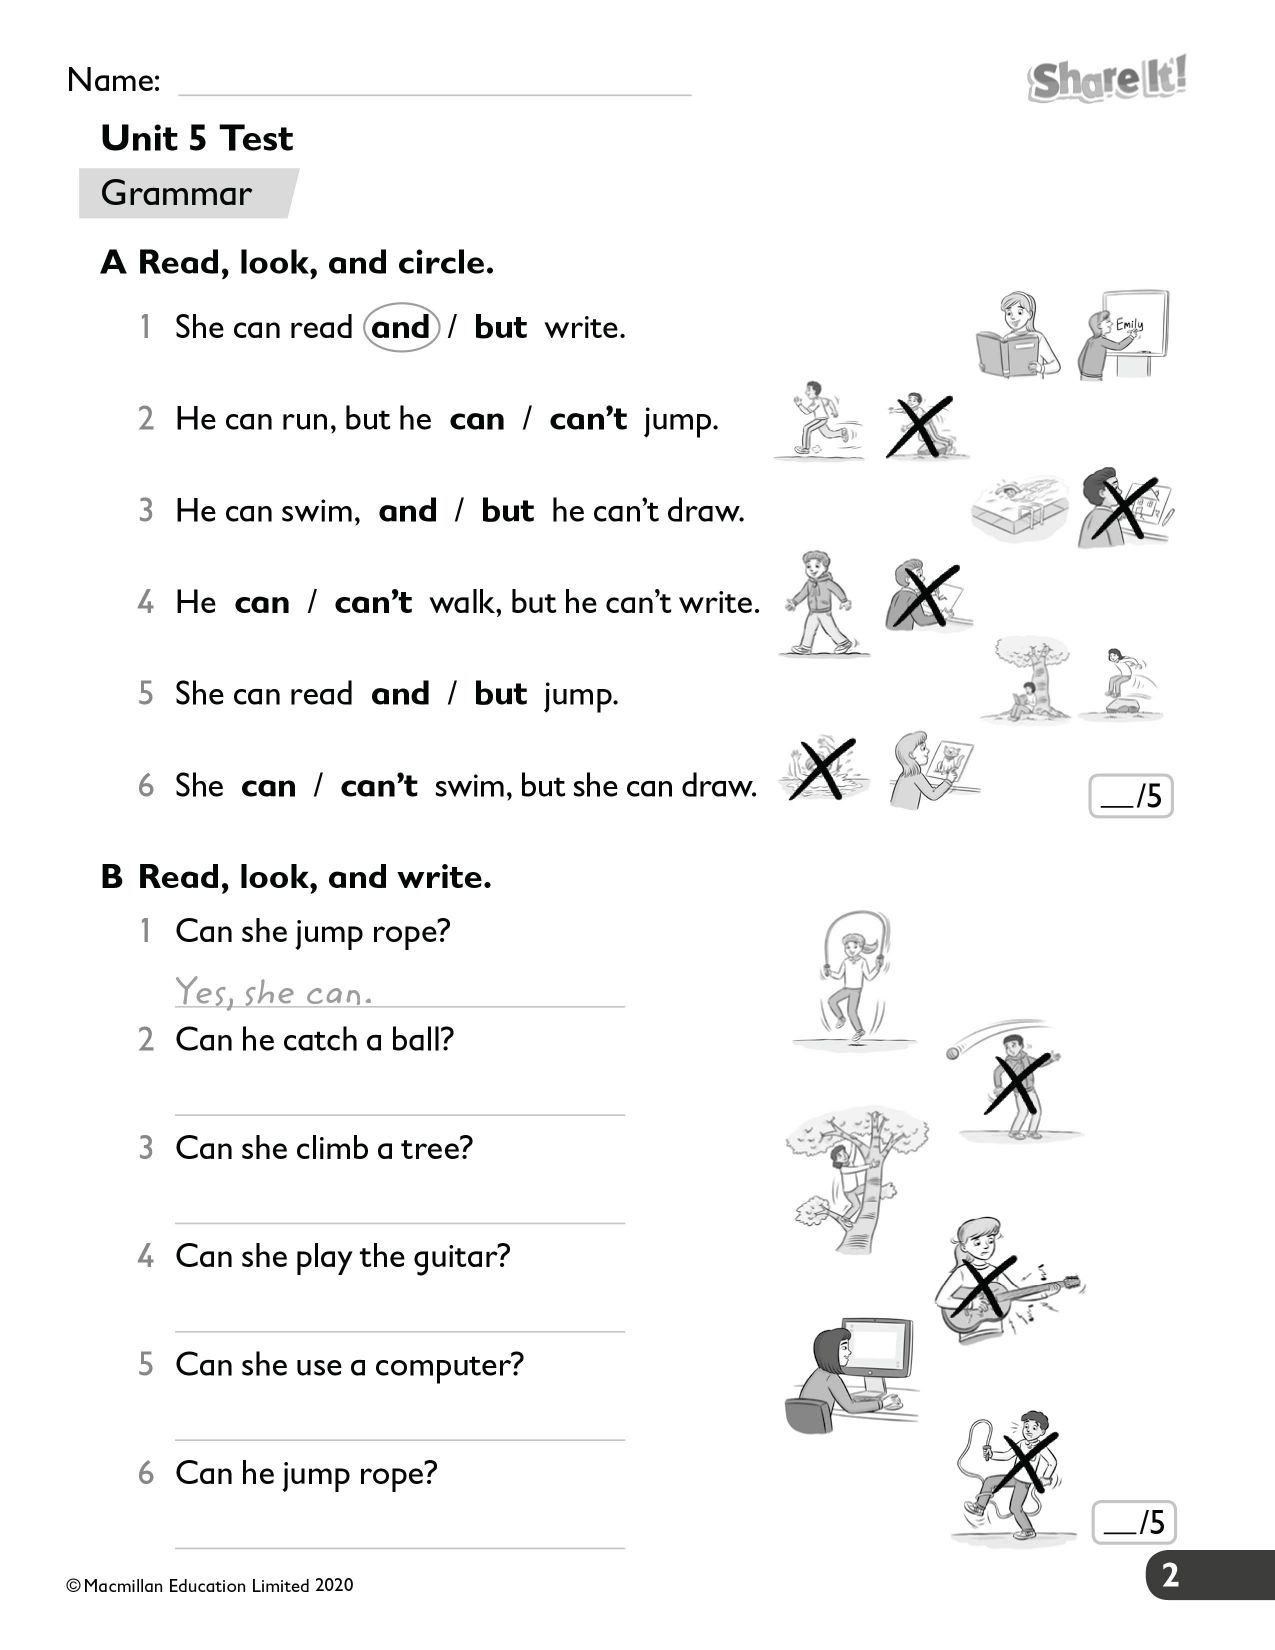 Name:
Share It!
Unit 5 Test
Grammar
A Read, look, and circle.
1 She can read and / but write.
Emily
2 He can run, but he can / can't jump.
3 He can swim, and / but he can't draw.
4 He can / can't walk, but he can't write.
5 She can read and / but jump.
6 She can / can't swim, but she can draw.
__/5
B Read, look, and write.
1 Can she jump rope?
Yes, she can.
2 Can he catch a ball?
3 Can she climb a tree?
4 Can she play the guitar?
5 Can she use a computer?
6 Can he jump rope?
__/5
© Macmillan Education Limited 2020
2